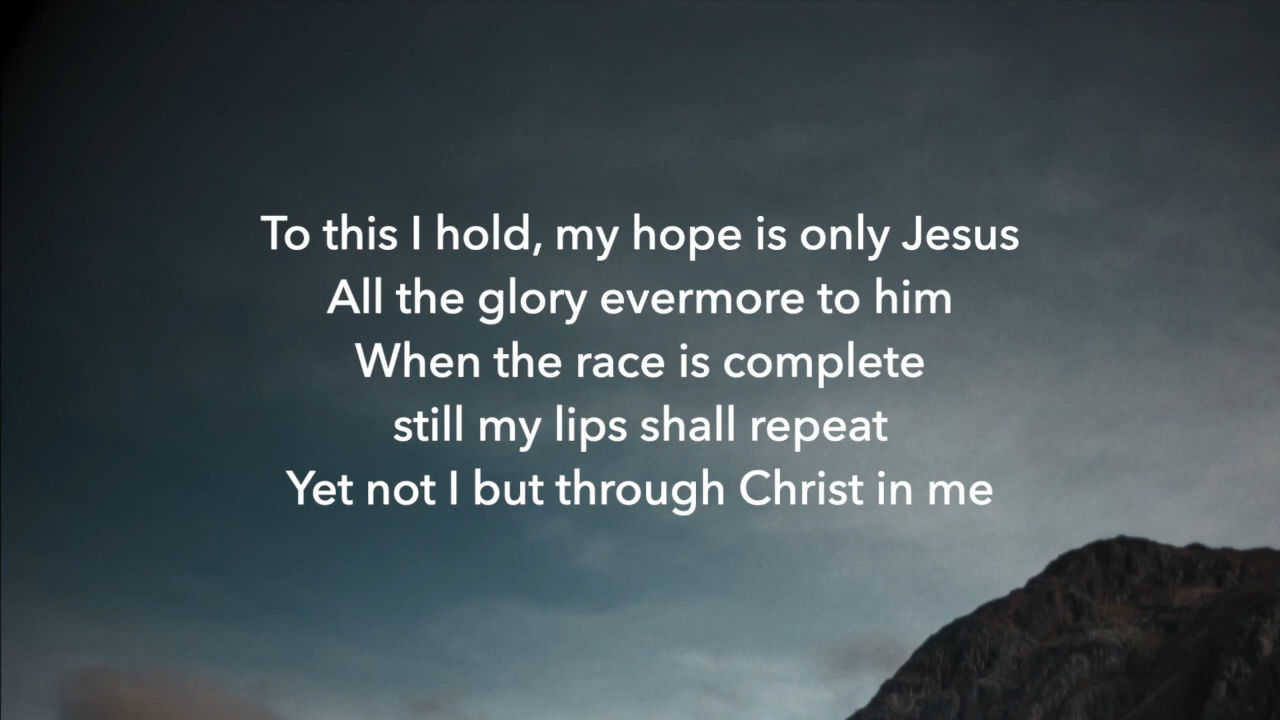 To this I hold, my hope is only Jesus
All the glory evermore to him
When the race is complete
still my lips shall repeat
Yet not I but through Christ in me